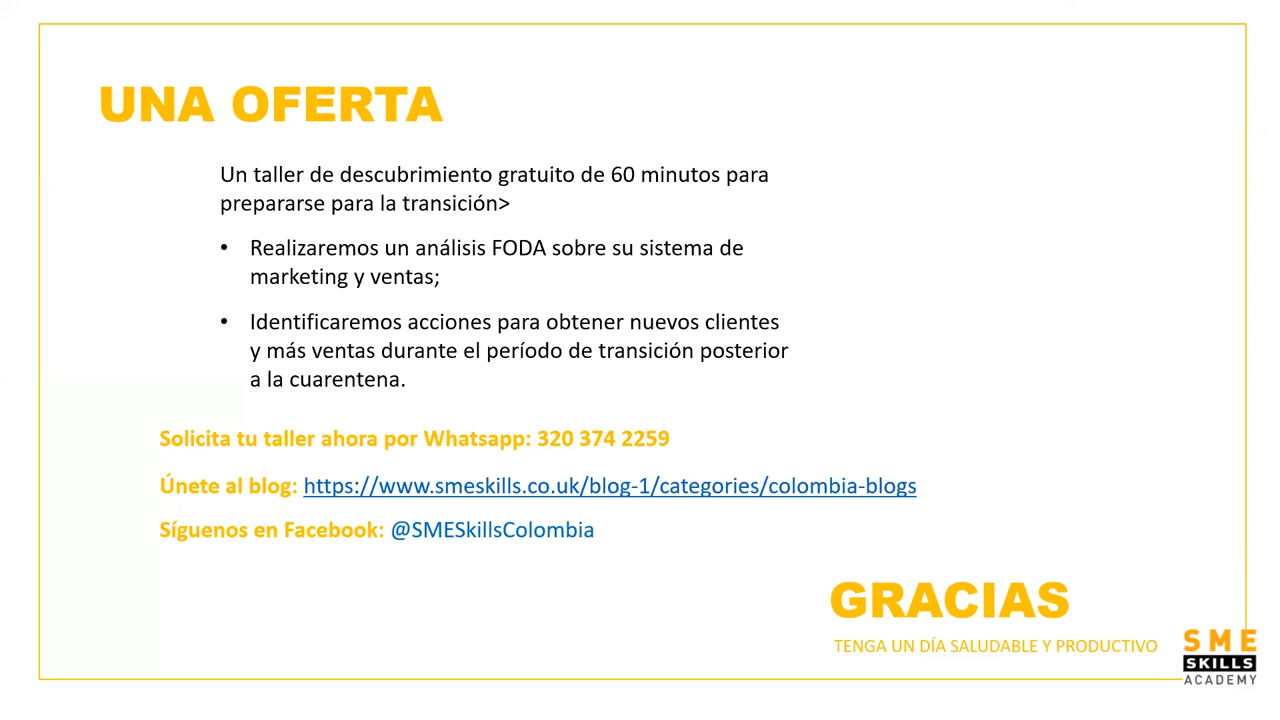 UNA OFERTA
Un taller de descubrimiento gratuito de 60 minutos para
prepararse para la transición>
• Realizaremos un análisis FODA sobre su sistema de
marketing y ventas;
• Identificaremos acciones para obtener nuevos clientes
y más ventas durante el período de transición posterior
a la cuarentena.
Solicita tu taller ahora por Whatsapp: 320 374 2259
Únete al blog: https://www.smeskills.co.uk/blog-1/categories/colombia-blogs
Síguenos en Facebook: @SMESkillsColombia
GRACIAS
TENGA UN DÍA SALUDABLE Y PRODUCTIVO
SME
SKILLS
ACADEMY